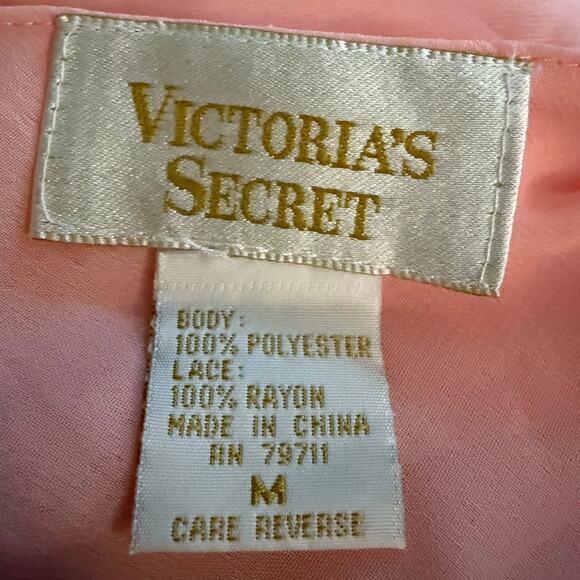 VICTORIA'S
SECRET
BODY:
100% POLYESTER
LACE:
100% RAYON
MADE IN CHINA
RN 79711
M
CARE REVERSE